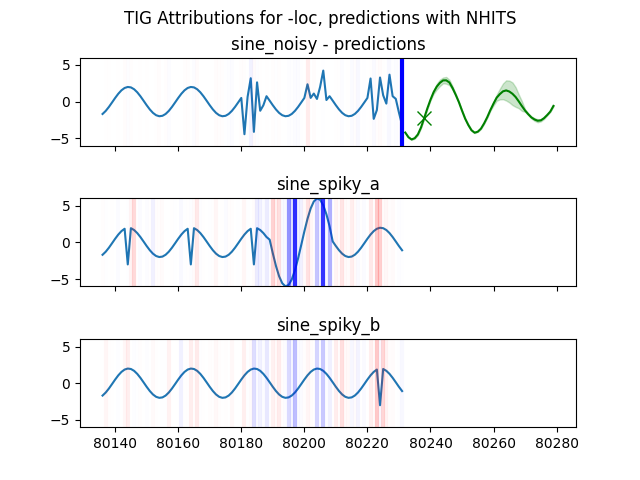 TIG Attributions for -loc, predictions with NHITS
sine_noisy - predictions
5
0
−5
sine_spiky_a
5
0
−5
sine_spiky_b
5
0
−5
80140 80160 80180 80200 80220 80240 80260 80280